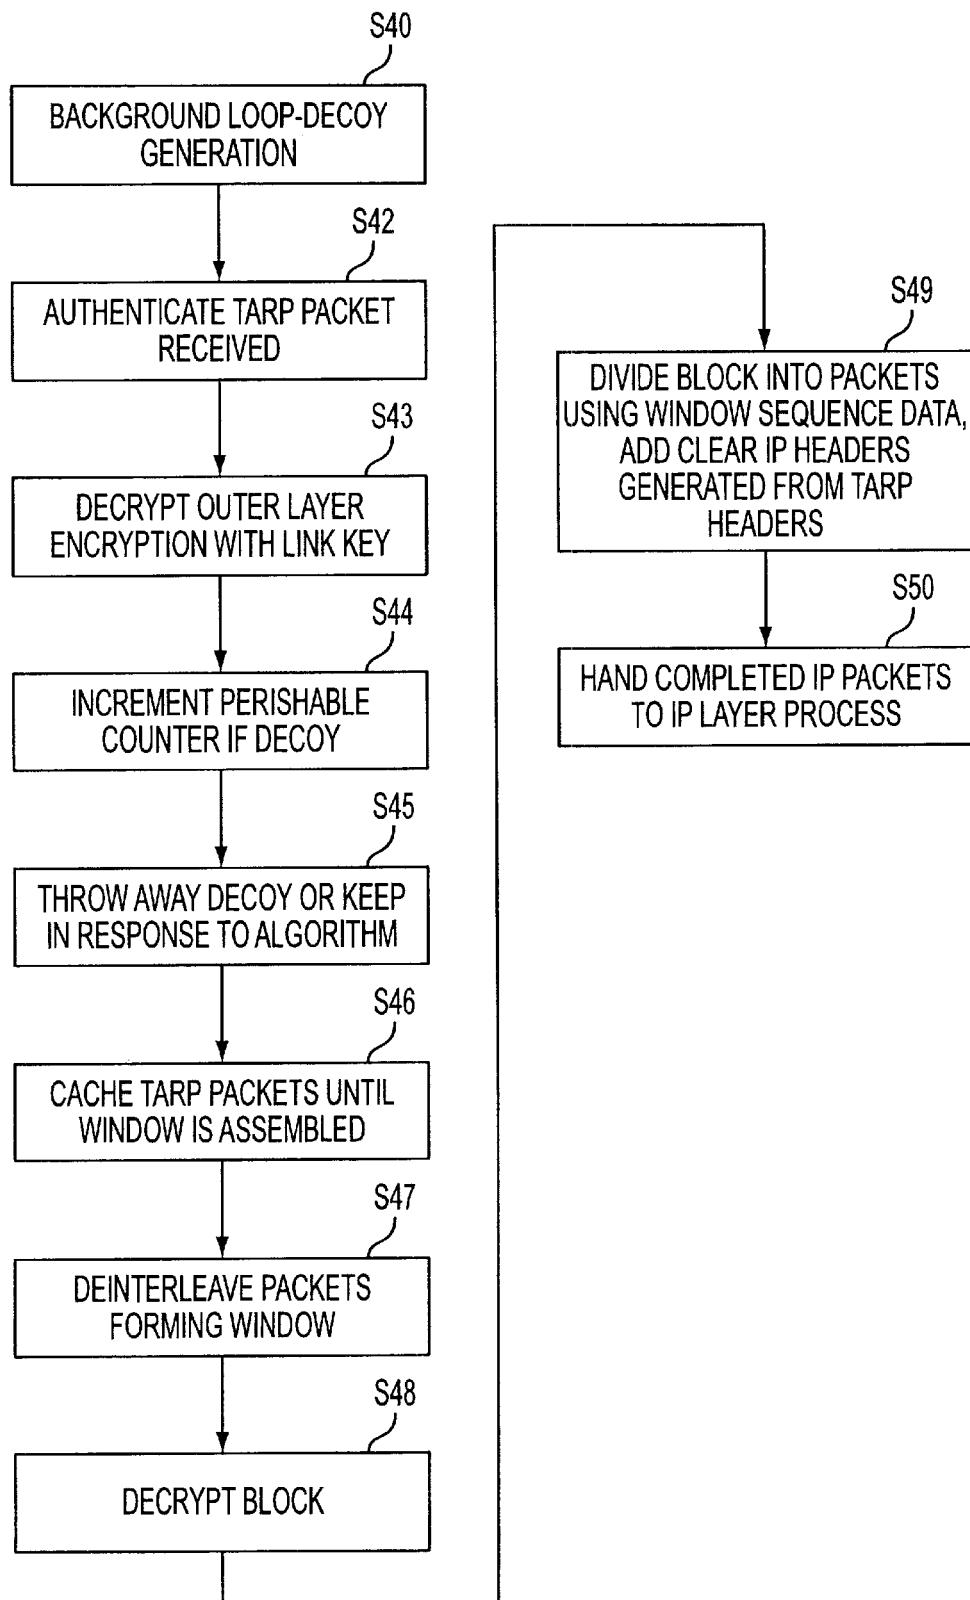 S40
BACKGROUND LOOP-DECOY
GENERATION
S42
AUTHENTICATE TARP PACKET
RECEIVED
S43
DECRYPT OUTER LAYER
ENCRYPTION WITH LINK KEY
S44
INCREMENT PERISHABLE
COUNTER IF DECOY
S45
THROW AWAY DECOY OR KEEP
IN RESPONSE TO ALGORITHM
S46
CACHE TARP PACKETS UNTIL
WINDOW IS ASSEMBLED
S47
DEINTERLEAVE PACKETS
FORMING WINDOW
S48
DECRYPT BLOCK
S49
DIVIDE BLOCK INTO PACKETS
USING WINDOW SEQUENCE DATA,
ADD CLEAR IP HEADERS
GENERATED FROM TARP
HEADERS
S50
HAND COMPLETED IP PACKETS
TO IP LAYER PROCESS